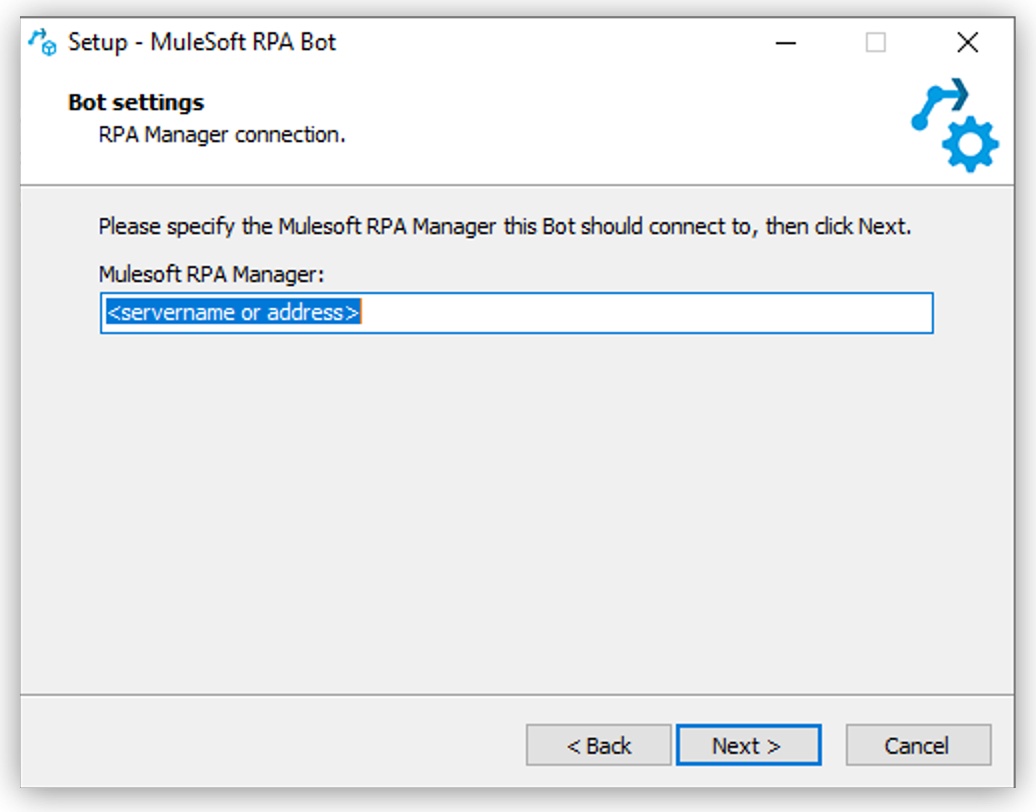 Setup - MuleSoft RPA Bot
Bot settings
RPA Manager connection.
Please specify the Mulesoft RPA Manager this Bot should connect to, then click Next.
Mulesoft RPA Manager:
<servername or address>
< Back
Next >
Cancel